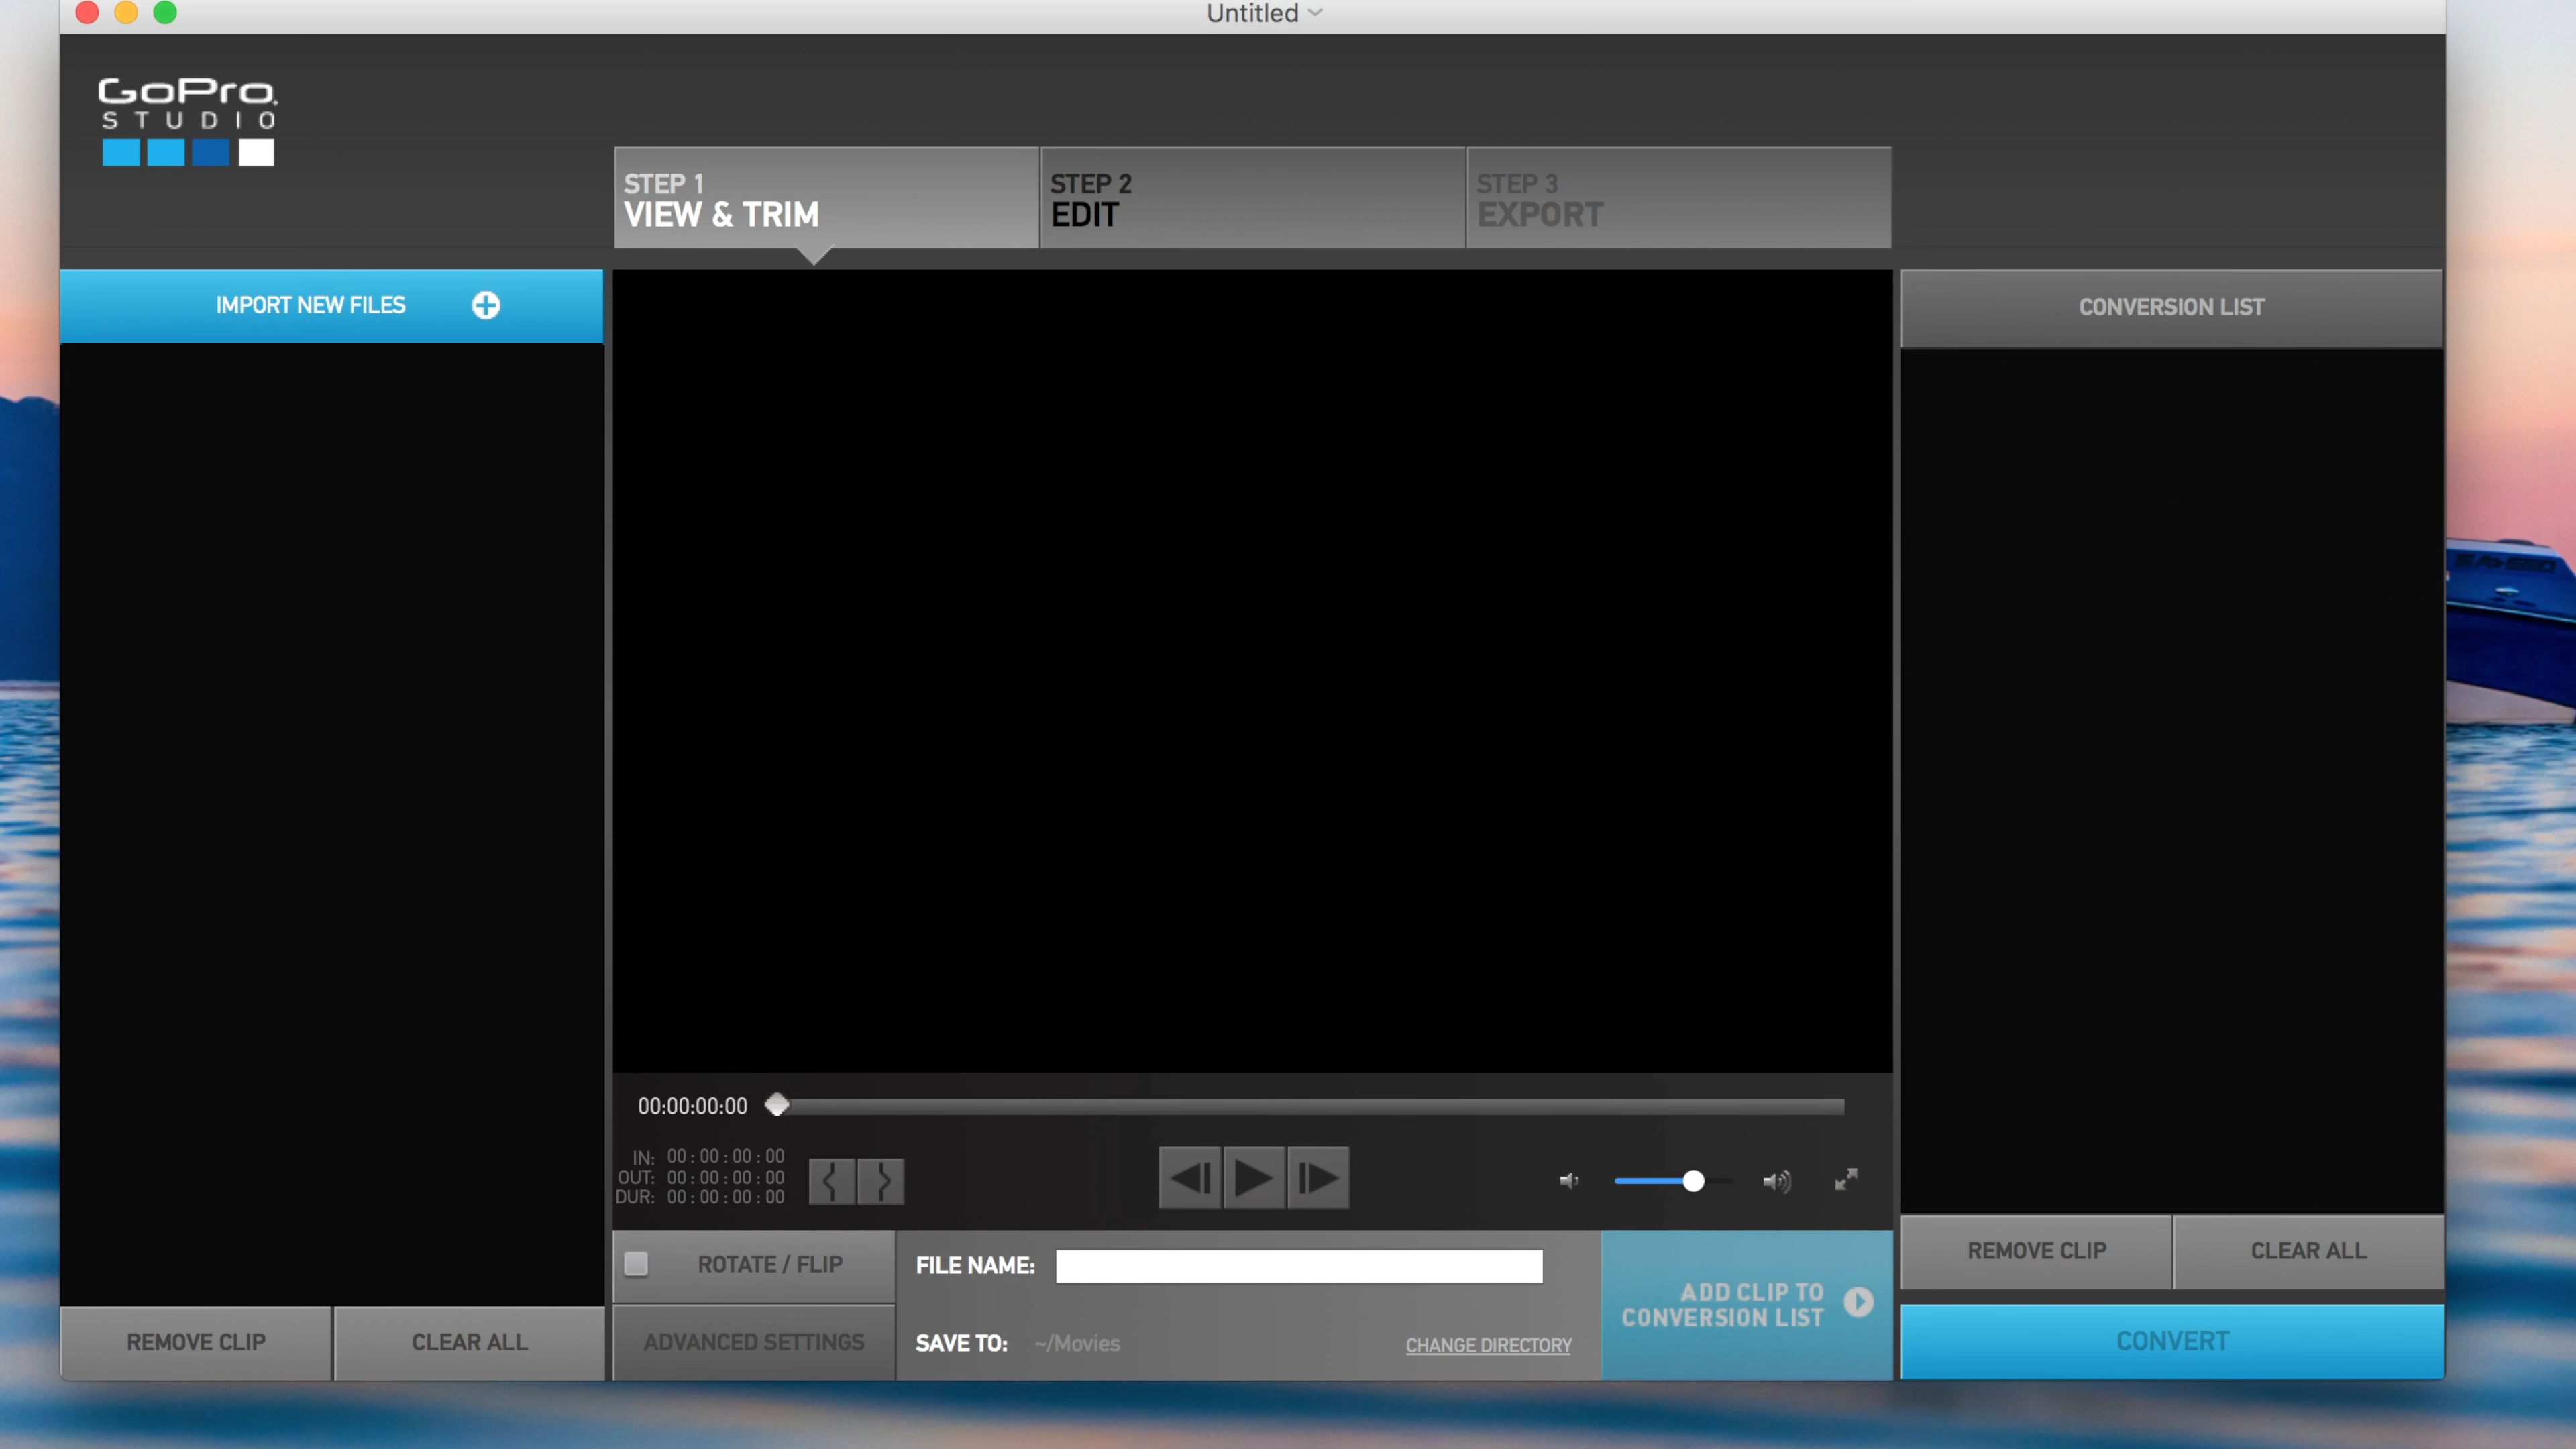 Untitled
GoPro
STUDIO
STEP 1
VIEW & TRIM
STEP 2
EDIT
STEP 3
EXPORT
IMPORT NEW FILES
CONVERSION LIST
00:00:00:00
IN: 00 : 00 : 00 : 00
OUT: 00 : 00 : 00 : 00
DUR: 00 : 00 : 00 : 00
ROTATE / FLIP
FILE NAME:
ADD CLIP TO
CONVERSION LIST
REMOVE CLIP
CLEAR ALL
REMOVE CLIP
CLEAR ALL
ADVANCED SETTINGS
SAVE TO: ~/Movies
CHANGE DIRECTORY
CONVERT